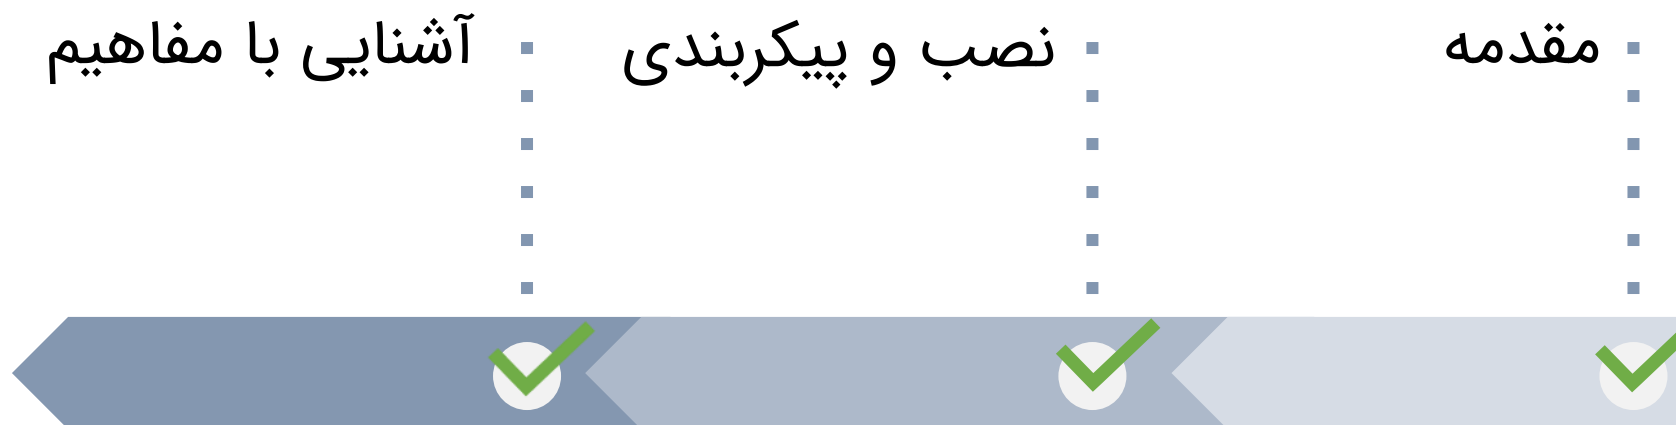 مقدمه
نصب و پیکربندی
آشنایی با مفاهیم